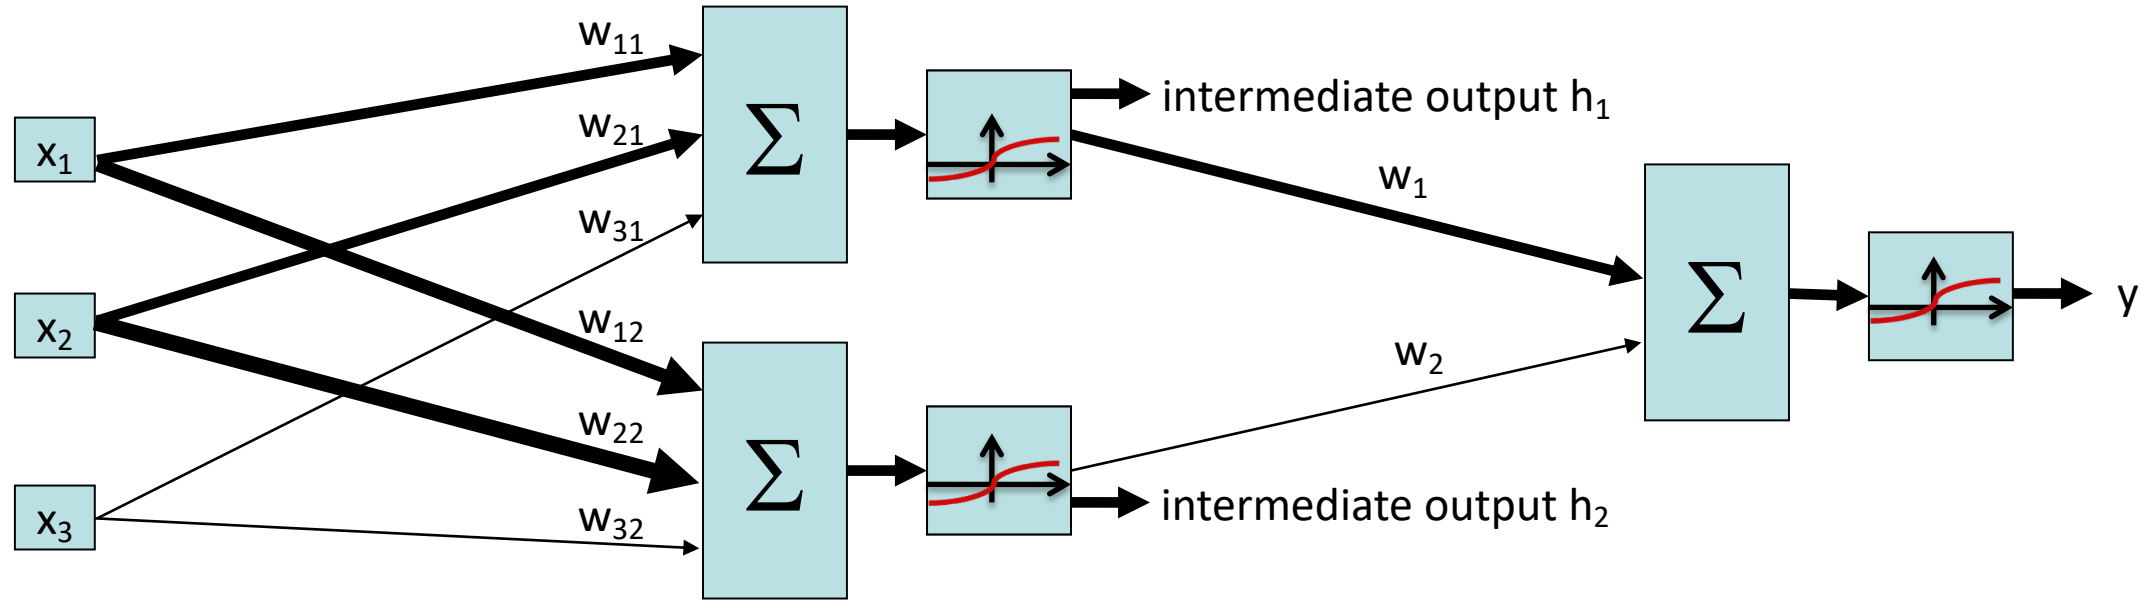 x₁
x₂
x₃
w₁₁
w₂₁
w₃₁
w₁₂
w₂₂
w₃₂
Σ
Σ
intermediate output h₁
intermediate output h₂
w₁
w₂
Σ
y